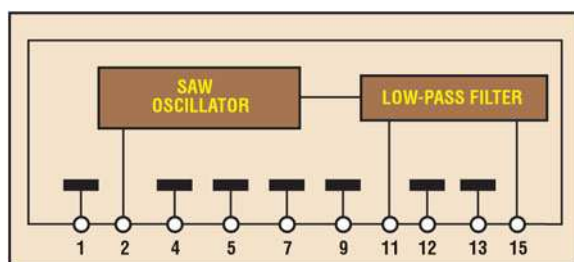 SAW
OSCILLATOR
LOW-PASS FILTER
1 2 4 5 7 9 11 12 13 15